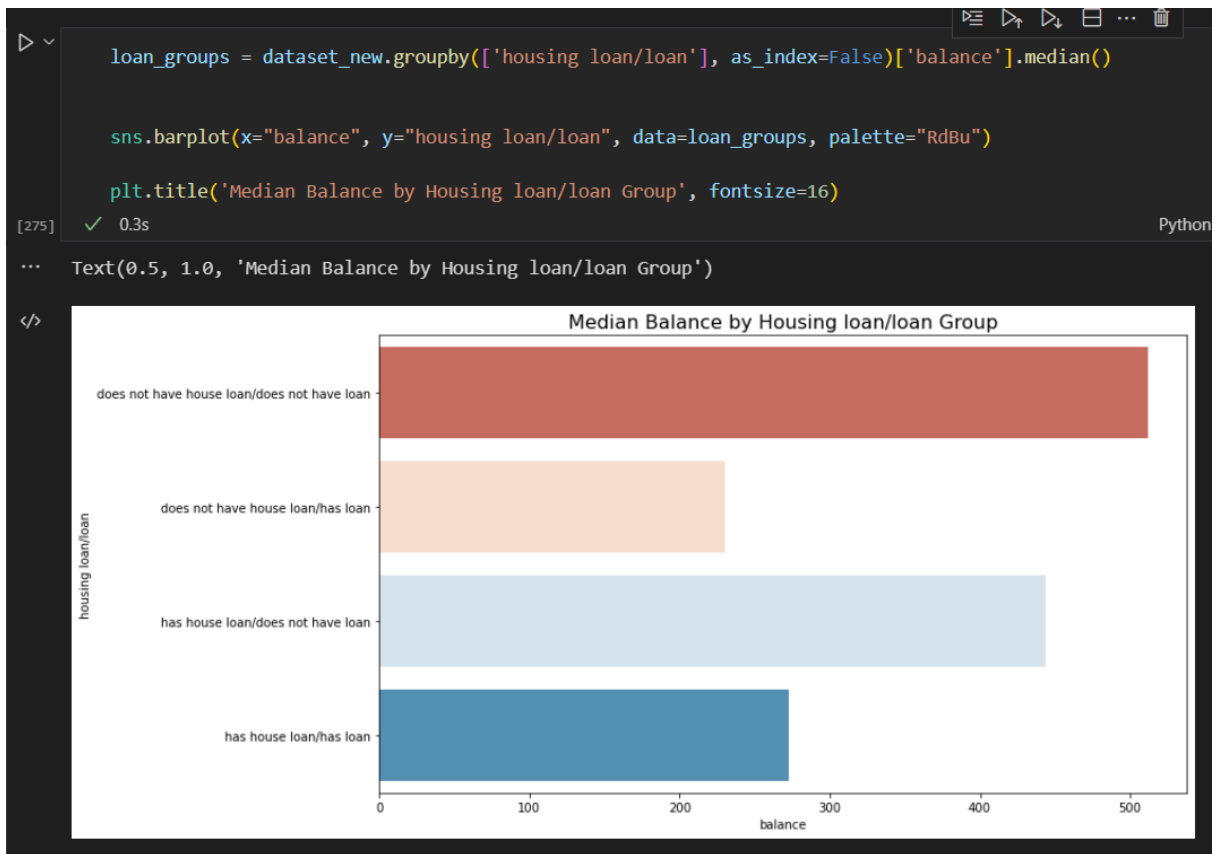 loan_groups = dataset_new.groupby(['housing loan/loan'], as_index=False)['balance'].median()
sns.barplot(x="balance", y="housing loan/loan", data=loan_groups, palette="RdBu")
plt.title('Median Balance by Housing loan/loan Group', fontsize=16)
[275]
0.3s
Python
Text(0.5, 1.0, 'Median Balance by Housing loan/loan Group')
Median Balance by Housing loan/loan Group
does not have house loan/does not have loan
does not have house loan/has loan
housing loan/loan
has house loan/does not have loan
has house loan/has loan
0 100 200 300 400 500
balance